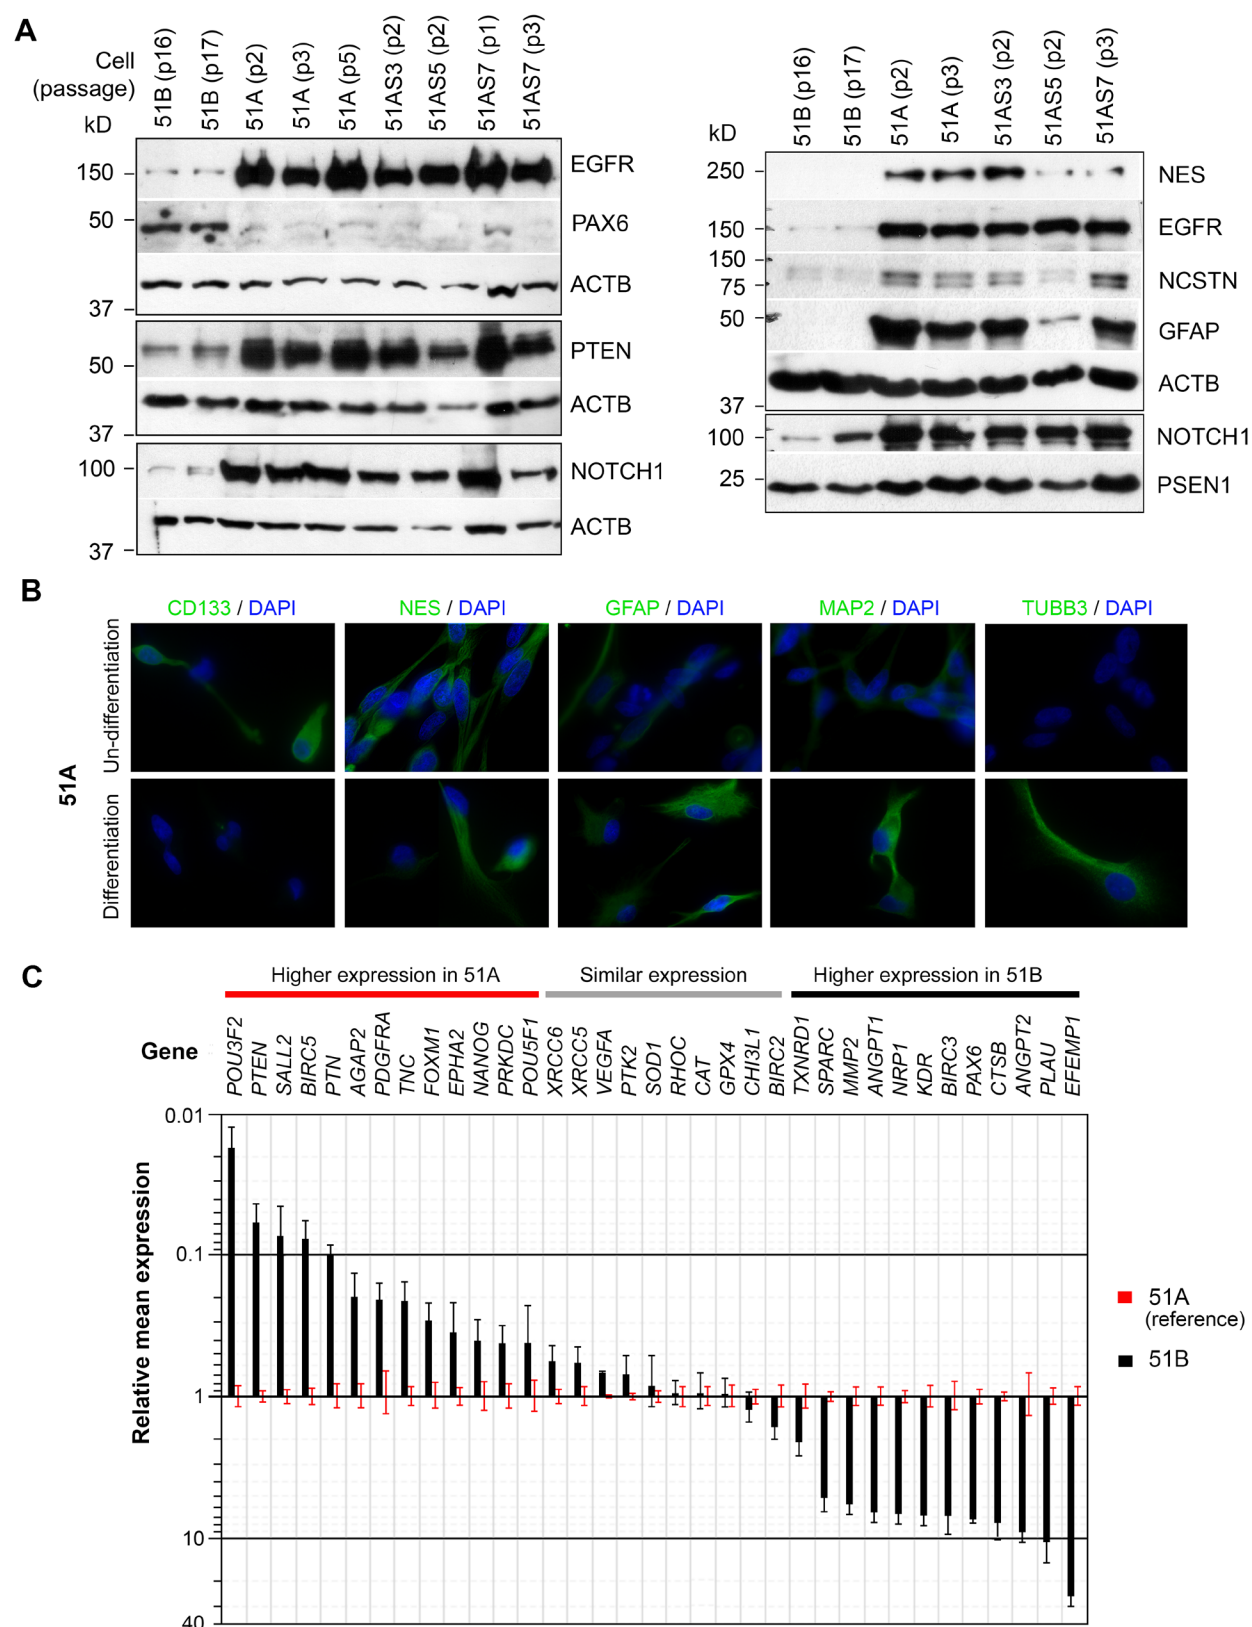 A
Cell
(passage)
51B (p16)
51B (p17)
51A (p2)
51A (p3)
51A (p5)
51AS3 (p2)
51AS5 (p2)
51AS7 (p1)
51AS7 (p3)
kD
150
EGFR
50
PAX6
ACTB
37
PTEN
50
ACTB
37
100
NOTCH1
ACTB
37
51B (p16)
51B (p17)
51A (p2)
51A (p3)
51AS3 (p2)
51AS5 (p2)
51AS7 (p3)
kD
250
NES
150
EGFR
150
NCSTN
75
50
GFAP
ACTB
37
100
NOTCH1
25
PSEN1
B
CD133 / DAPI
NES / DAPI
GFAP / DAPI
MAP2 / DAPI
TUBB3 / DAPI
51A
Un-differentiation
Differentiation
C
Higher expression in 51A
Similar expression
Higher expression in 51B
Gene
POU3F2
PTEN
SALL2
BIRC5
PTN
AGAP2
PDGFRA
TNC
FOXM1
EPHA2
NANOG
PRKDC
POU5F1
XRCC6
XRCC5
VEGFA
PTK2
SOD1
RHOC
CAT
GPX4
CHI3L1
BIRC2
TXNRD1
SPARC
MMP2
ANGPT1
NRP1
KDR
BIRC3
PAX6
CTSB
ANGPT2
PLAU
EFEMP1
Relative mean expression
0.01
0.1
1
10
40
51A
(reference)
51B